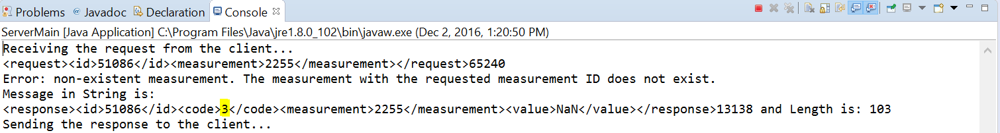 Problems @ Javadoc Declaration Console
ServerMain [Java Application] C:\Program Files\Java\jre1.8.0_102\bin\javaw.exe (Dec 2, 2016, 1:20:50 PM)
Receiving the request from the client...
<request><id>51086</id><measurement>2255</measurement></request>65240
Error: non-existent measurement. The measurement with the requested measurement ID does not exist.
Message in String is:
<response><id>51086</id><code>3</code><measurement>2255</measurement><value>NaN</value></response>13138 and Length is: 103
Sending the response to the client...